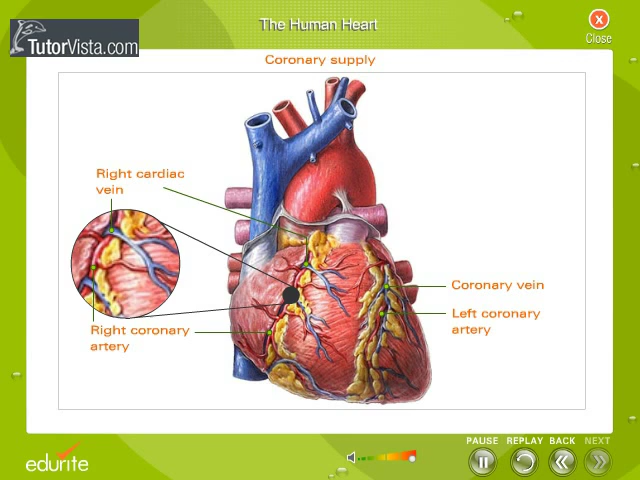 The Human Heart
TutorVista.com
Close
Coronary supply
Right cardiac
vein
Coronary vein
Left coronary
artery
Right coronary
artery
PAUSE REPLAY BACK NEXT
edurite